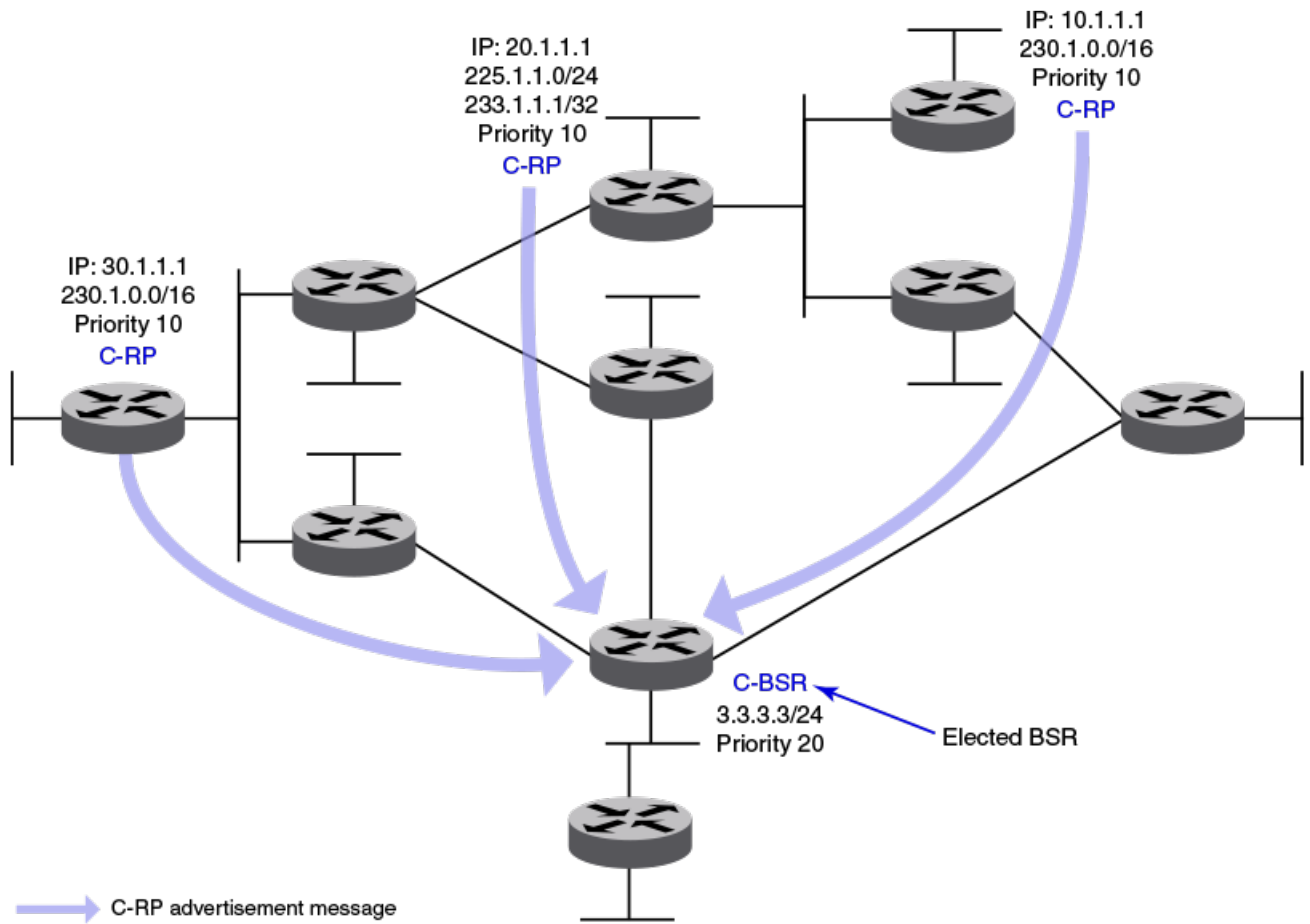 IP: 10.1.1.1
230.1.0.0/16
Priority 10
C-RP
IP: 20.1.1.1
225.1.1.0/24
233.1.1.1/32
Priority 10
C-RP
IP: 30.1.1.1
230.1.0.0/16
Priority 10
C-RP
C-BSR
3.3.3.3/24
Priority 20
Elected BSR
C-RP advertisement message